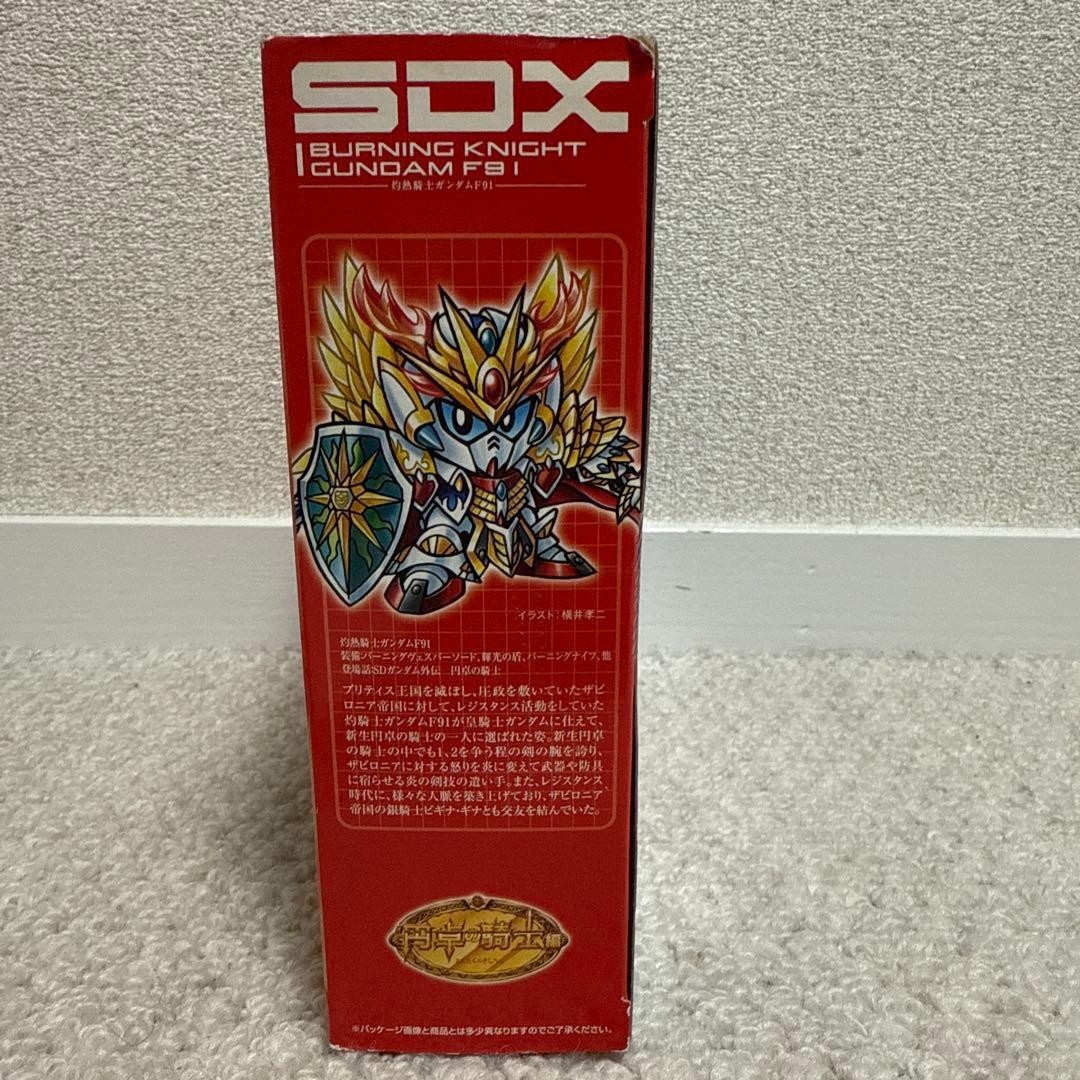 SDX
BURNING KNIGHT
GUNDAM F91
灼熱騎士ガンダムF91
イラスト:横井孝二
灼熱騎士ガンダムF91
装備:バーニングヴェスバーソード、輝光の盾、バーニングナイフ、他
登場話:SDガンダム外伝 円卓の騎士
ブリティス王国を滅ぼし、圧政を敷いていたザビ
ロニア帝国に対して、レジスタンス活動をしていた
灼騎士ガンダムF91が皇騎士ガンダムに仕えて、
新生円卓の騎士の一人に選ばれた姿。新生円卓
の騎士の中でも1、2を争う程の剣の腕を誇り、
ザビロニアに対する怒りを炎に変えて武器や防具
に宿らせる炎の剣技の遣い手。また、レジスタンス
時代に、様々な人脈を築き上げており、ザビロニア
帝国の銀騎士ビギナ・ギナとも交友を結んでいた。
円卓の騎士編
えんたくのきしへん
※パッケージ画像と商品とは多少異なりますのでご了承ください。